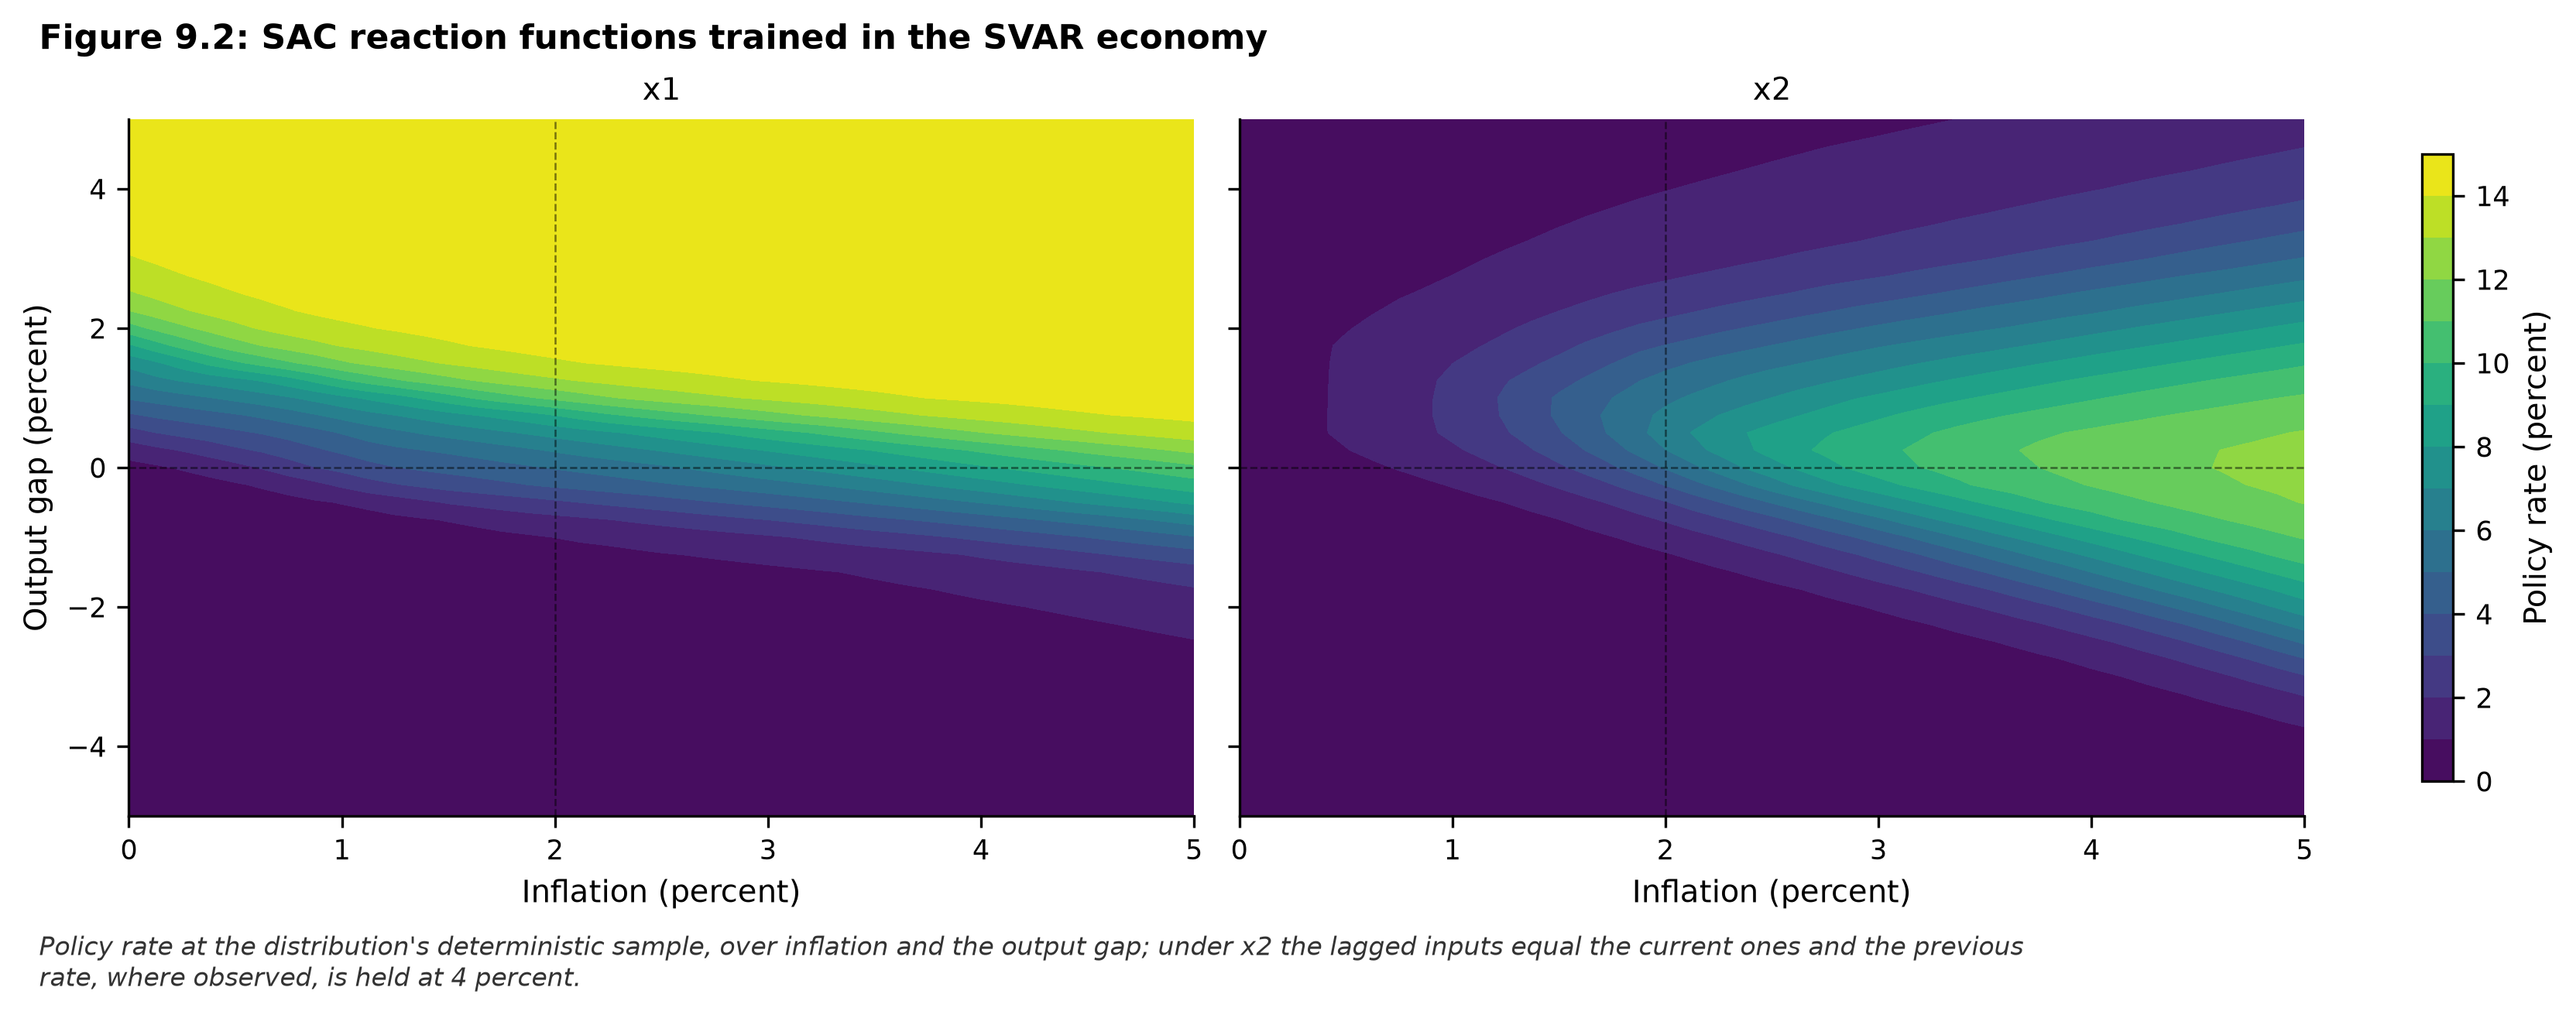 Figure 9.2: SAC reaction functions trained in the SVAR economy
x1
x2
Output gap (percent)
4
2
0
−2
−4
0 1 2 3 4 5
0 1 2 3 4 5
Inflation (percent)
Inflation (percent)
14
12
10
8
6
4
2
0
Policy rate (percent)
Policy rate at the distribution's deterministic sample, over inflation and the output gap; under x2 the lagged inputs equal the current ones and the previous
rate, where observed, is held at 4 percent.